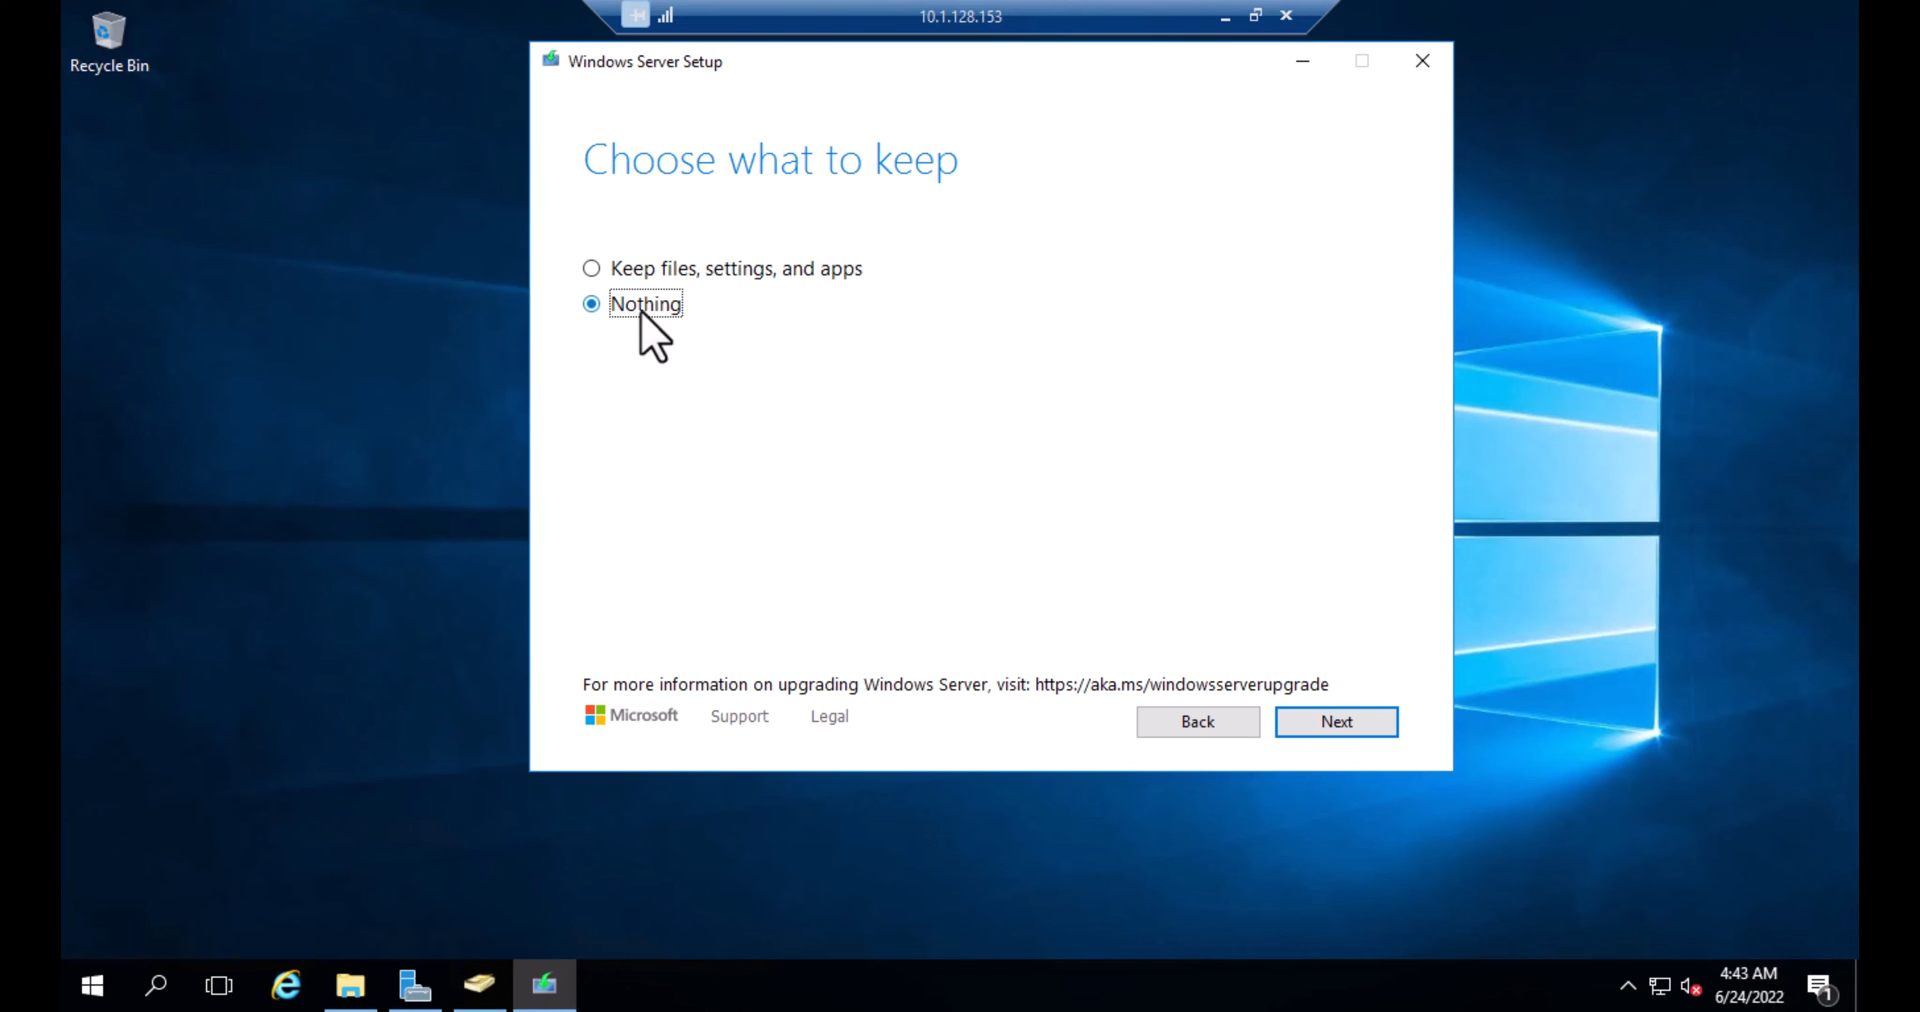 10.1.128.153
Recycle Bin
Windows Server Setup
Choose what to keep
Keep files, settings, and apps
Nothing
For more information on upgrading Windows Server, visit: https://aka.ms/windowsserverupgrade
Microsoft Support Legal
Back Next
4:43 AM
6/24/2022
1